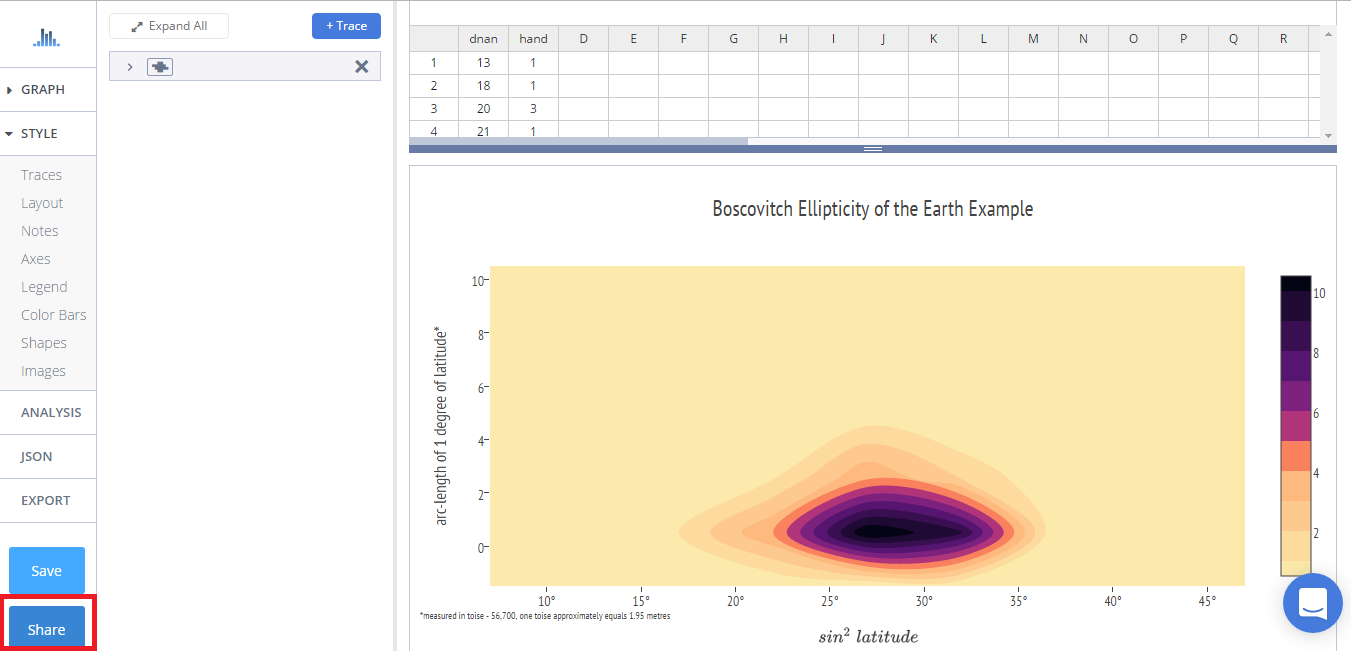 Expand All
+ Trace
GRAPH
STYLE
Traces
Layout
Notes
Axes
Legend
Color Bars
Shapes
Images
ANALYSIS
JSON
EXPORT
Save
Share
dnan hand D E F G H I J K L M N O P Q R
1 13 1
2 18 1
3 20 3
4 21 1
Boscovitch Ellipticity of the Earth Example
arc-length of 1 degree of latitude*
10
8
6
4
2
0
10° 15° 20° 25° 30° 35° 40° 45°
*measured in toise - 56,700, one toise approximately equals 1.95 metres
sin² latitude
10
8
6
4
2